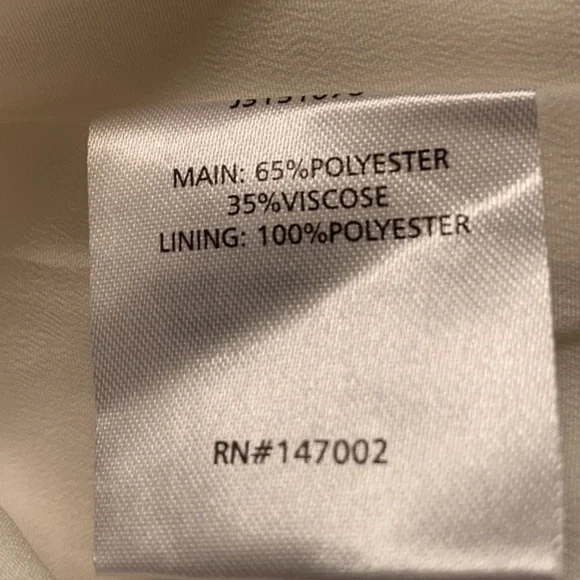 MAIN: 65%POLYESTER
35%VISCOSE
LINING: 100%POLYESTER
RN#147002